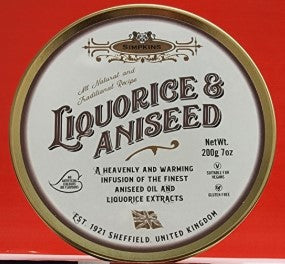 SIMPKINS
All Natural and
Traditional Recipe
LIQUORICE &
ANISEED
NetWt.
200g 7oz
A HEAVENLY AND WARMING
INFUSION OF THE FINEST
ANISEED OIL AND
LIQUORICE EXTRACTS
SUITABLE FOR
VEGANS
GLUTEN FREE
EST. 1921 SHEFFIELD, UNITED KINGDOM